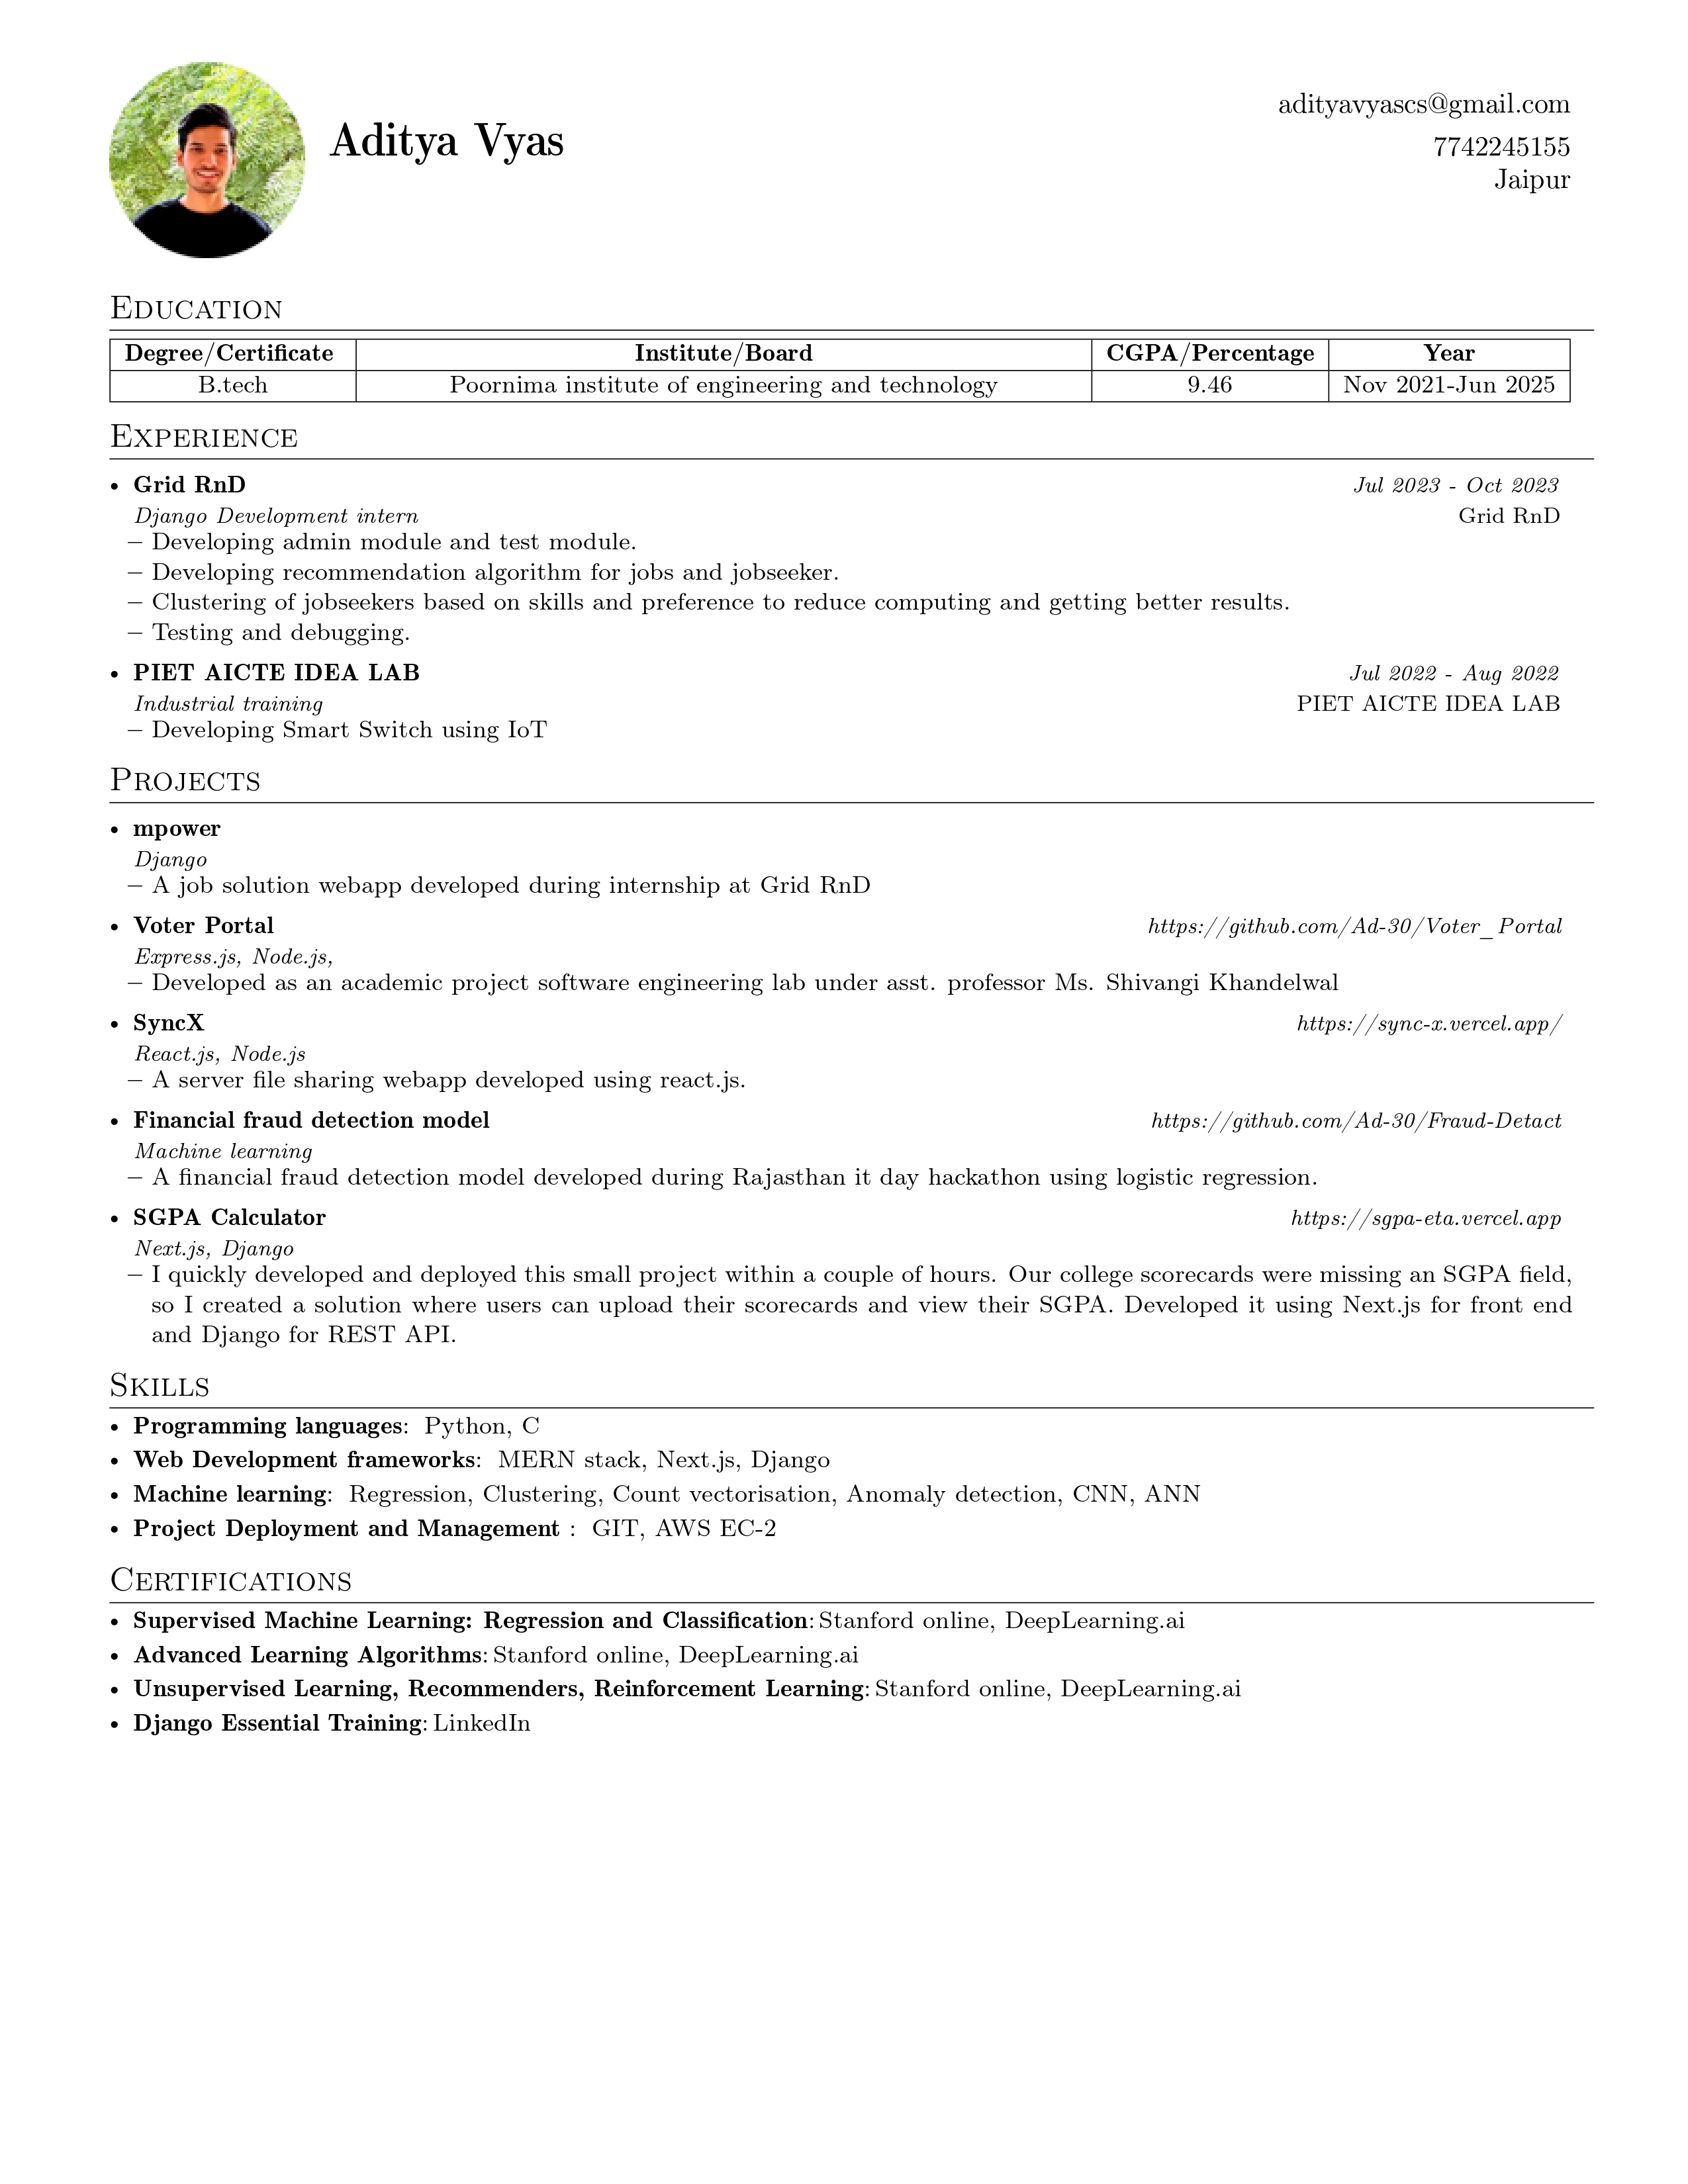 Aditya Vyas
adityavyascs@gmail.com
7742245155
Jaipur
Education
Degree/Certificate Institute/Board CGPA/Percentage Year
B.tech Poornima institute of engineering and technology 9.46 Nov 2021-Jun 2025
Experience
• Grid RnD Jul 2023 - Oct 2023
Django Development intern Grid RnD
– Developing admin module and test module.
– Developing recommendation algorithm for jobs and jobseeker.
– Clustering of jobseekers based on skills and preference to reduce computing and getting better results.
– Testing and debugging.
• PIET AICTE IDEA LAB Jul 2022 - Aug 2022
Industrial training PIET AICTE IDEA LAB
– Developing Smart Switch using IoT
Projects
• mpower
Django
– A job solution webapp developed during internship at Grid RnD
• Voter Portal https://github.com/Ad-30/Voter_Portal
Express.js, Node.js,
– Developed as an academic project software engineering lab under asst. professor Ms. Shivangi Khandelwal
• SyncX https://sync-x.vercel.app/
React.js, Node.js
– A server file sharing webapp developed using react.js.
• Financial fraud detection model https://github.com/Ad-30/Fraud-Detact
Machine learning
– A financial fraud detection model developed during Rajasthan it day hackathon using logistic regression.
• SGPA Calculator https://sgpa-eta.vercel.app
Next.js, Django
– I quickly developed and deployed this small project within a couple of hours. Our college scorecards were missing an SGPA field,
so I created a solution where users can upload their scorecards and view their SGPA. Developed it using Next.js for front end
and Django for REST API.
Skills
• Programming languages: Python, C
• Web Development frameworks: MERN stack, Next.js, Django
• Machine learning: Regression, Clustering, Count vectorisation, Anomaly detection, CNN, ANN
• Project Deployment and Management : GIT, AWS EC-2
Certifications
• Supervised Machine Learning: Regression and Classification: Stanford online, DeepLearning.ai
• Advanced Learning Algorithms: Stanford online, DeepLearning.ai
• Unsupervised Learning, Recommenders, Reinforcement Learning: Stanford online, DeepLearning.ai
• Django Essential Training: LinkedIn